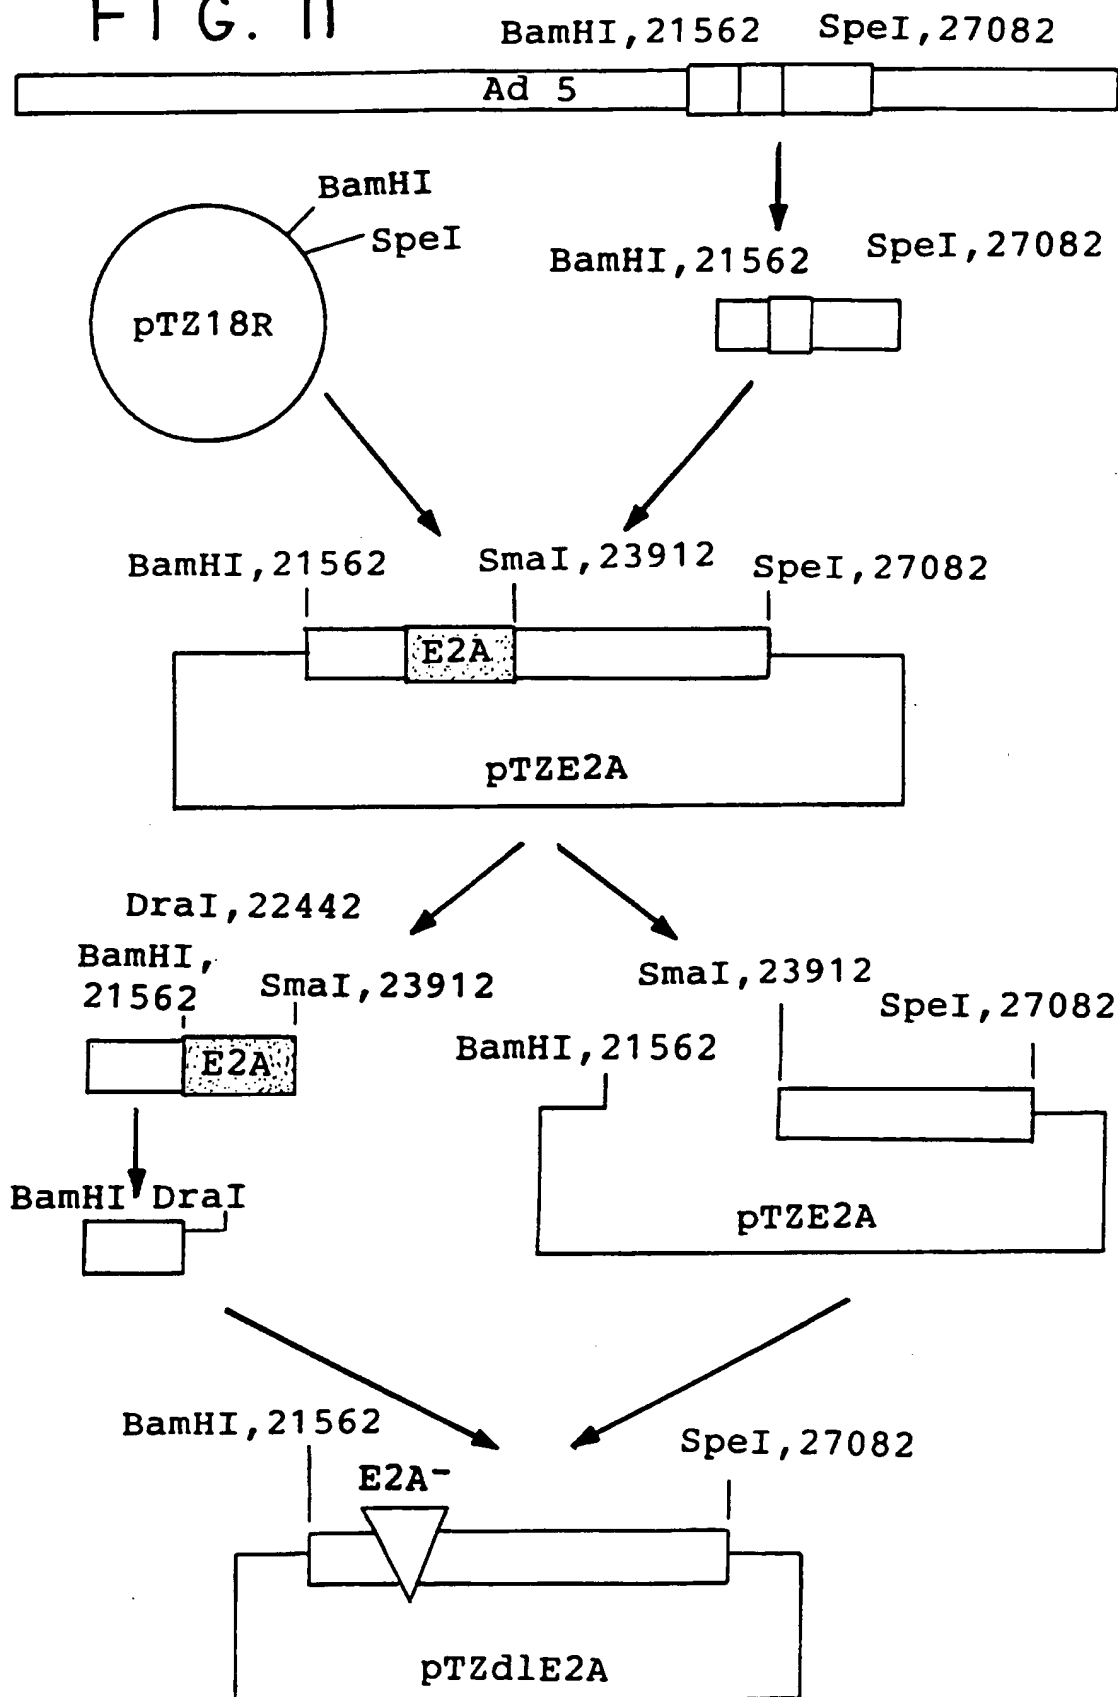 FIG. 11
BamHI,21562 SpeI,27082
Ad 5
BamHI
SpeI
pTZ18R
BamHI,21562 SpeI,27082
BamHI,21562 SmaI,23912 SpeI,27082
E2A
pTZE2A
DraI,22442
BamHI,
21562 SmaI,23912
E2A
SmaI,23912
SpeI,27082
BamHI,21562
BamHI DraI
pTZE2A
BamHI,21562 SpeI,27082
E2A-
pTZdlE2A